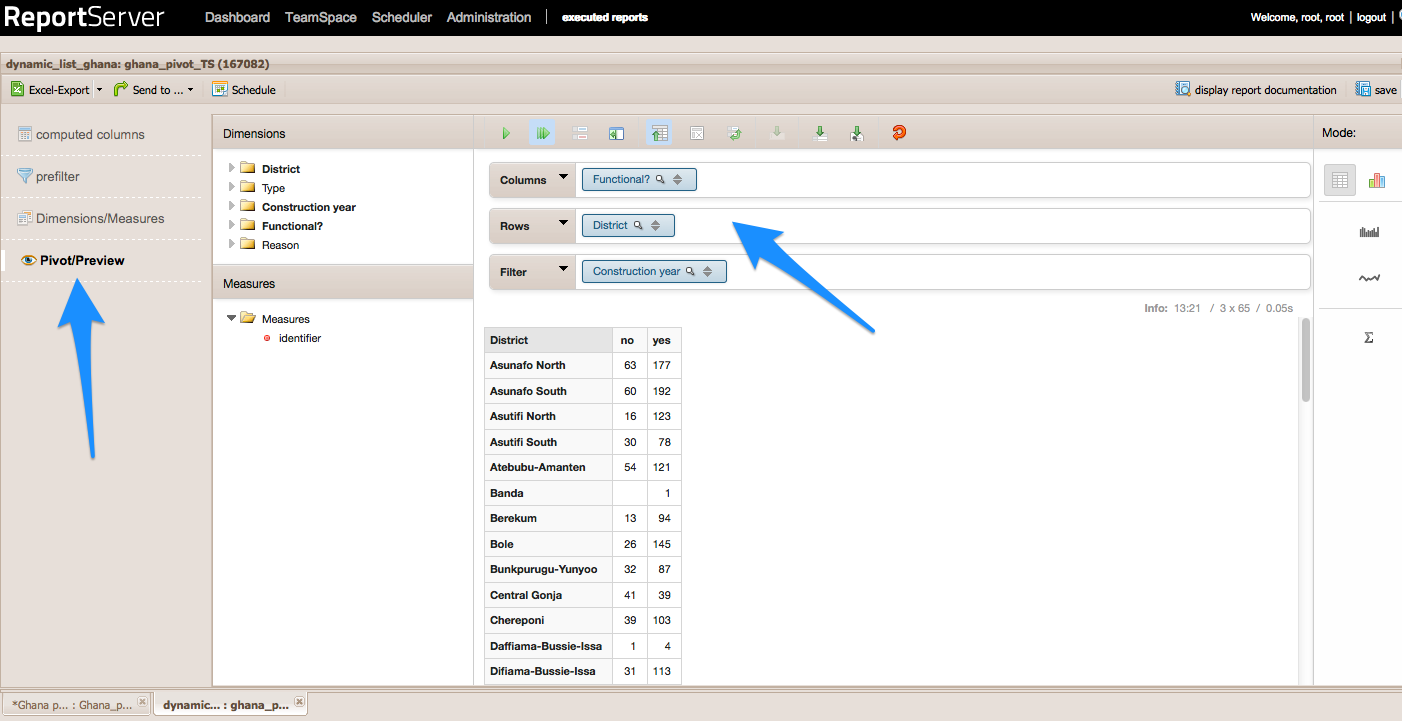 ReportServer Dashboard TeamSpace Scheduler Administration | executed reports Welcome, root, root | logout |
dynamic_list_ghana: ghana_pivot_TS (167082)
Excel-Export Send to ... Schedule display report documentation save
computed columns
prefilter
Dimensions/Measures
Pivot/Preview
Dimensions
District
Type
Construction year
Functional?
Reason
Measures
Measures
identifier
Mode:
Columns Functional?
Rows District
Filter Construction year
Info: 13:21 / 3 x 65 / 0.05s
District no yes
Asunafo North 63 177
Asunafo South 60 192
Asutifi North 16 123
Asutifi South 30 78
Atebubu-Amanten 54 121
Banda 1
Berekum 13 94
Bole 26 145
Bunkpurugu-Yunyoo 32 87
Central Gonja 41 39
Chereponi 39 103
Daffiama-Bussie-Issa 1 4
Difiama-Bussie-Issa 31 113
Σ
*Ghana p... : Ghana_p... dynamic... : ghana_p...